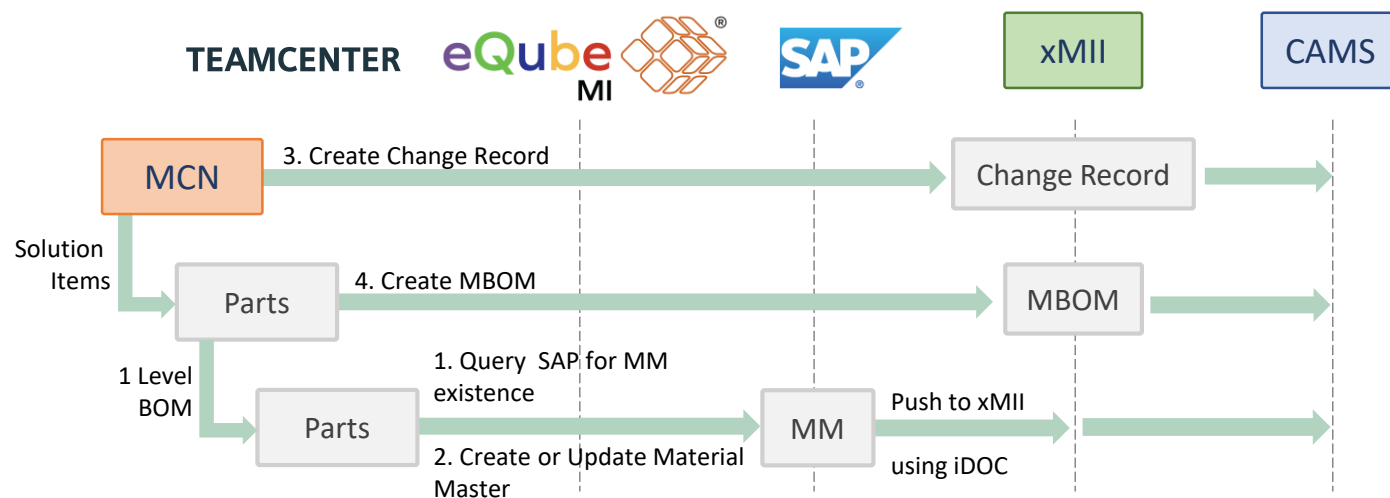 TEAMCENTER
eQube
MI
®
SAP
®
xMII
CAMS
3. Create Change Record
MCN
Change Record
Solution
Items
4. Create MBOM
Parts
MBOM
1 Level
BOM
1. Query  SAP for MM
existence
Parts
MM
Push to xMII
using iDOC
2. Create or Update Material
Master